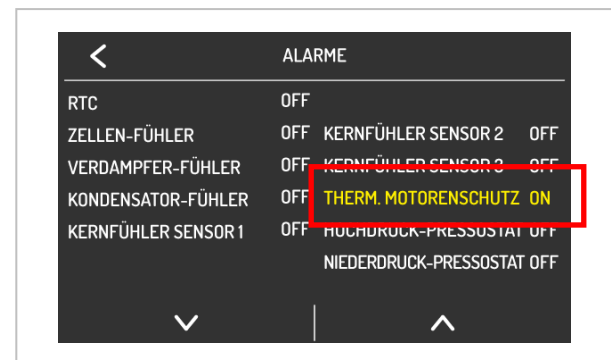 ALARME
RTC OFF
ZELLEN-FÜHLER OFF KERNFÜHLER SENSOR 2 OFF
VERDAMPFER-FÜHLER OFF KERNFÜHLER SENSOR 3 OFF
KONDENSATOR-FÜHLER OFF THERM. MOTORENSCHUTZ ON
KERNFÜHLER SENSOR 1 OFF HOCHDRUCK-PRESSOSTAT OFF
NIEDERDRUCK-PRESSOSTAT OFF